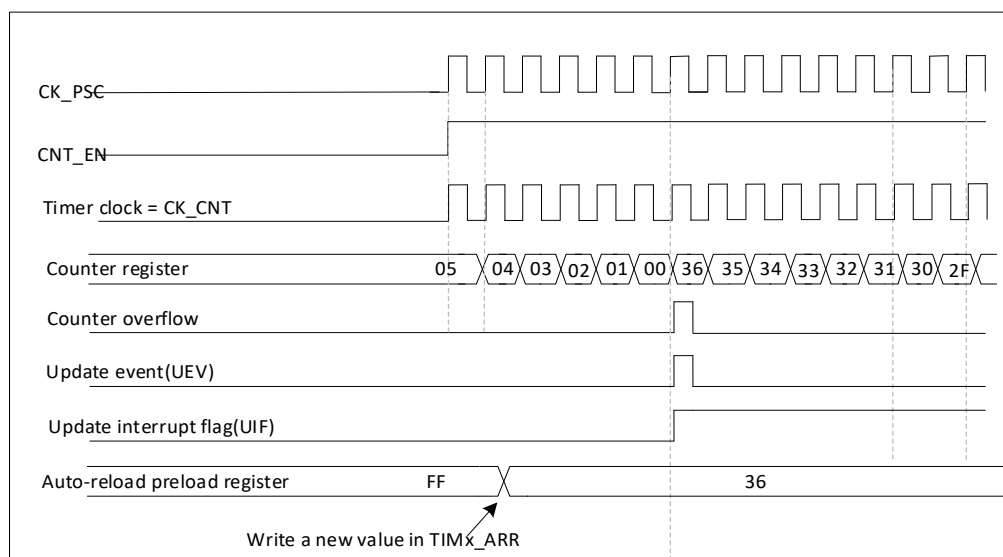 CK_PSC
CNT_EN
Timer clock = CK_CNT
Counter register 05 04 03 02 01 00 36 35 34 33 32 31 30 2F
Counter overflow
Update event(UEV)
Update interrupt flag(UIF)
Auto-reload preload register FF 36
Write a new value in TIMx_ARR